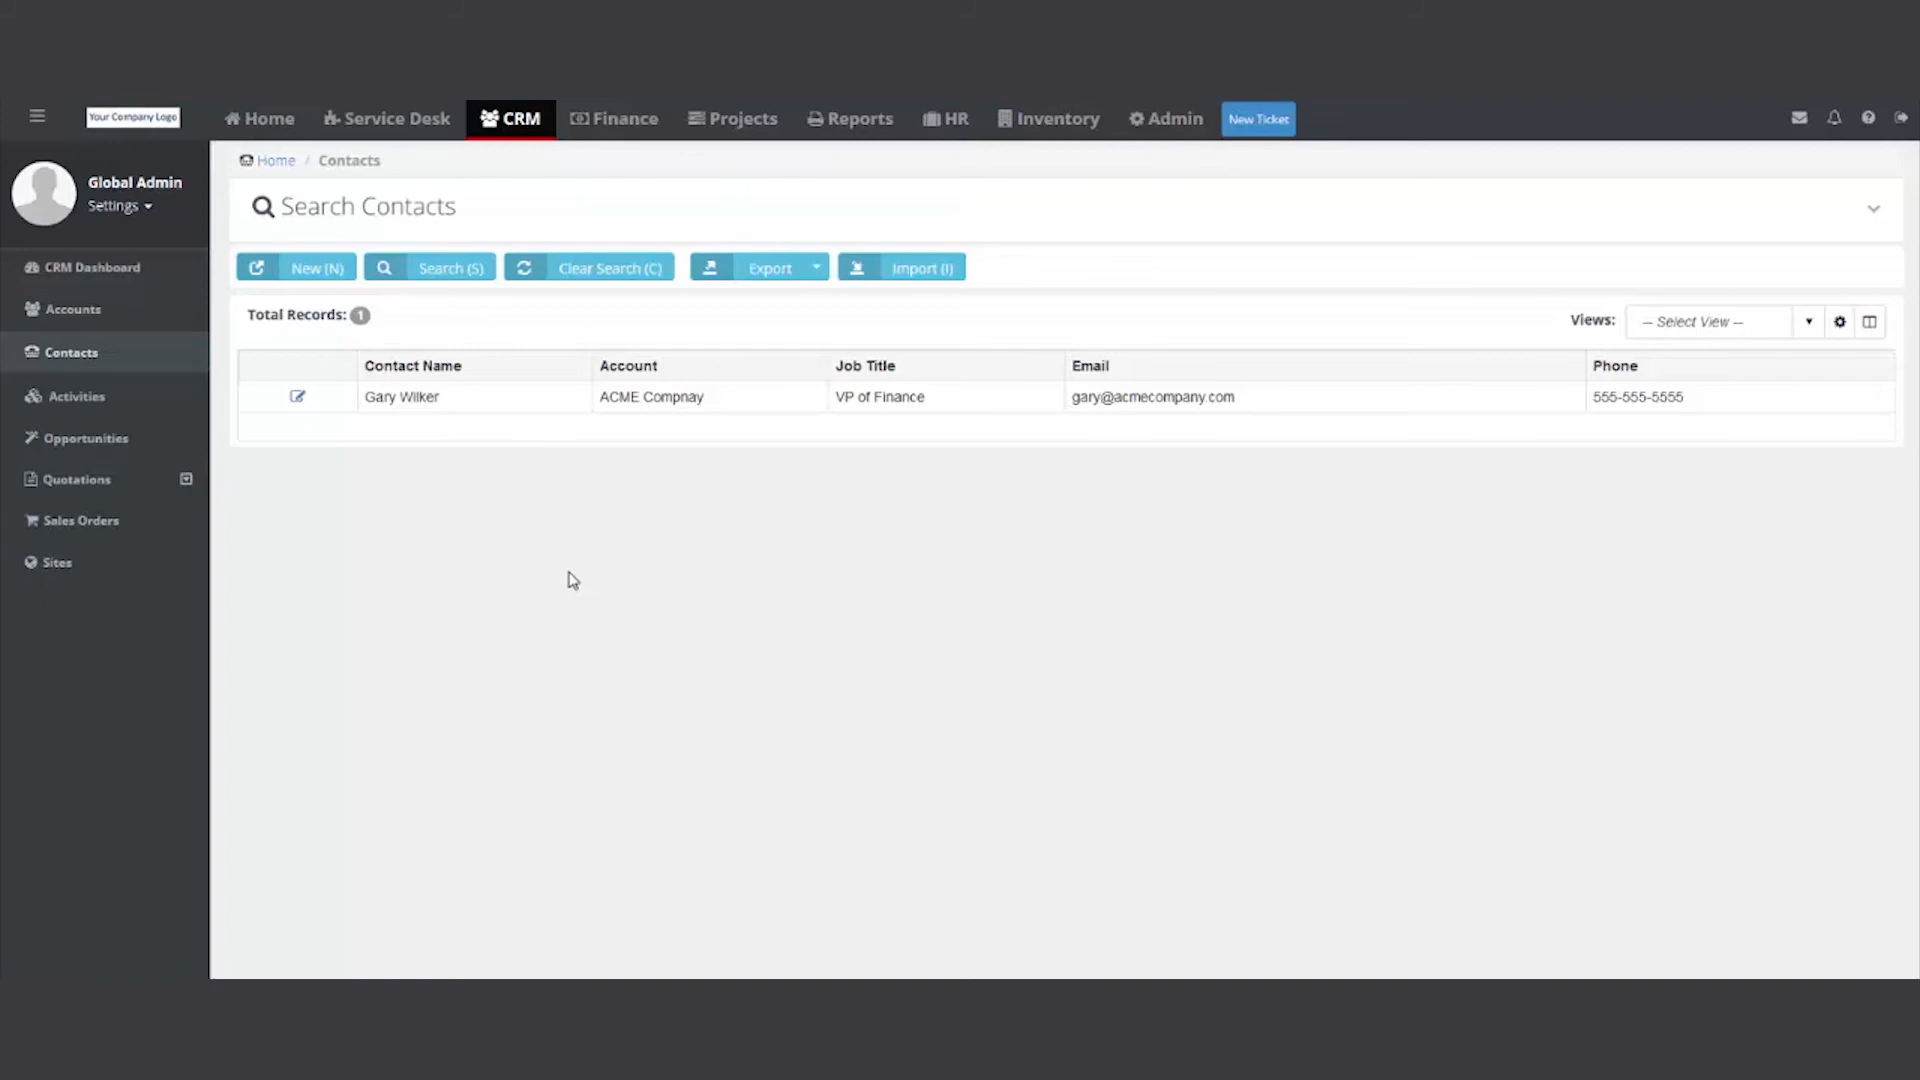 Your Company Logo
Home Service Desk CRM Finance Projects Reports HR Inventory Admin New Ticket
Global Admin
Settings
Home / Contacts
Search Contacts
New (N) Search (S) Clear Search (C) Export Import (I)
CRM Dashboard
Accounts
Contacts
Activities
Opportunities
Quotations
Sales Orders
Sites
Total Records: 1
Views: -- Select View --
Contact Name Account Job Title Email Phone
Gary Wilker ACME Compnay VP of Finance gary@acmecompany.com 555-555-5555